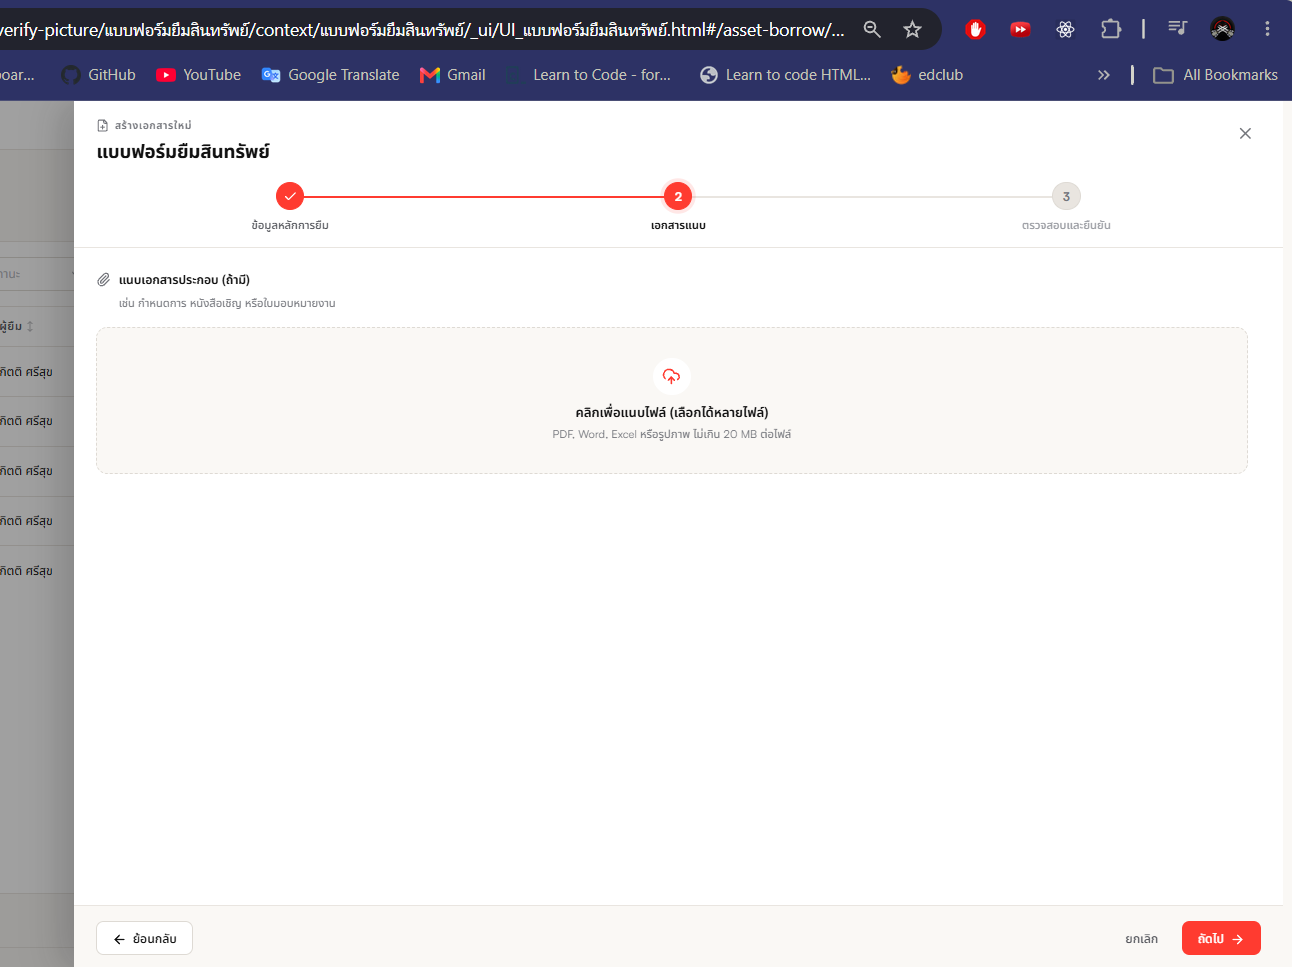 verify-picture/แบบฟอร์มยืมสินทรัพย์/context/แบบฟอร์มยืมสินทรัพย์/_ui/UI_แบบฟอร์มยืมสินทรัพย์.html#/asset-borrow/...
oar... GitHub YouTube Google Translate Gmail Learn to Code - for... Learn to code HTML... edclub » All Bookmarks
สร้างเอกสารใหม่
แบบฟอร์มยืมสินทรัพย์
2 3
ข้อมูลหลักการยืม เอกสารแนบ ตรวจสอบและยืนยัน
แนบเอกสารประกอบ (ถ้ามี)
เช่น กำหนดการ หนังสือเชิญ หรือใบมอบหมายงาน
ผู้ยืม
กิตติ ศรีสุข
กิตติ ศรีสุข
กิตติ ศรีสุข
กิตติ ศรีสุข
กิตติ ศรีสุข
คลิกเพื่อแนบไฟล์ (เลือกได้หลายไฟล์)
PDF, Word, Excel หรือรูปภาพ ไม่เกิน 20 MB ต่อไฟล์
ย้อนกลับ ยกเลิก ถัดไป